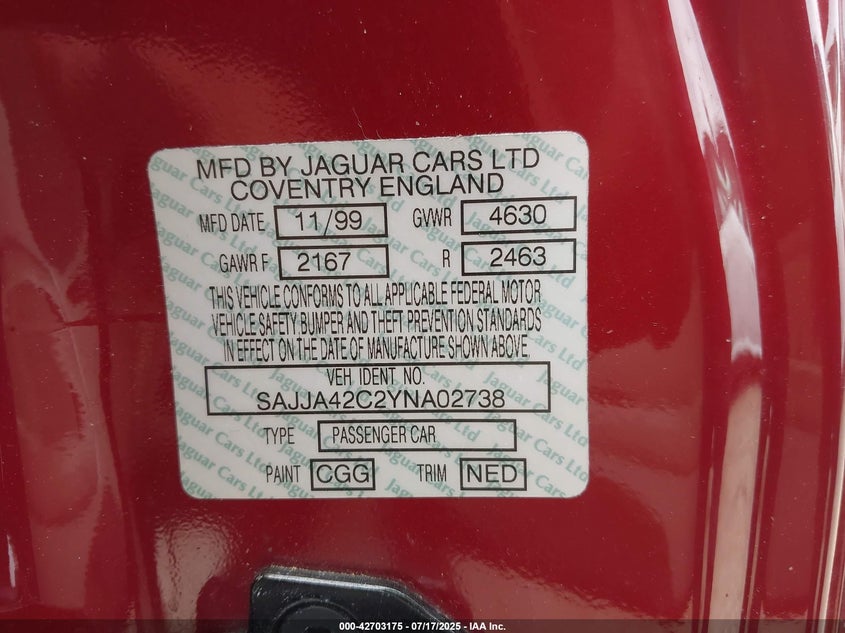 MFD BY JAGUAR CARS LTD
COVENTRY ENGLAND
MFD DATE 11/99 GVWR 4630
GAWR F 2167 R 2463
THIS VEHICLE CONFORMS TO ALL APPLICABLE FEDERAL MOTOR
VEHICLE SAFETY BUMPER AND THEFT PREVENTION STANDARDS
IN EFFECT ON THE DATE OF MANUFACTURE SHOWN ABOVE
VEH IDENT. NO.
SAJJA42C2YNA02738
TYPE PASSENGER CAR
PAINT CGG TRIM NED
Jaguar Cars Ltd
000-42703175 - 07/17/2025 - IAA Inc.